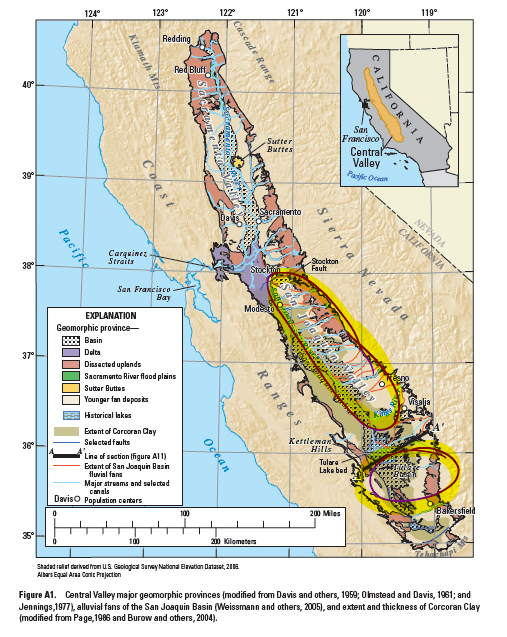 124° 123° 122° 121° 120° 119°
Redding
Red Bluff
Klamath Mts
Cascade Range
40°
CALIFORNIA
San
Francisco
Central
Valley
Pacific Ocean
Sutter
Buttes
39°
Coast
Davis
Sacramento
Sierra Nevada
NEVADA
CALIFORNIA
Pacific
Carquinez
Straits
Stockton
Fault
38°
Stockton
San Francisco
Bay
Modesto
EXPLANATION
Geomorphic province—
Basin
Delta
Dissected uplands
Sacramento River flood plains
Sutter Buttes
Younger fan deposits
Historical lakes
Extent of Corcoran Clay
Selected faults
A A' Line of section (figure A11)
Extent of San Joaquin Basin
fluvial fans
Major streams and selected
canals
Davis Population centers
37°
Ranges
Fresno
Visalia
A'
36°
Kettleman
Hills
Tulare
Lake bed
Ocean
Bakersfield
Tehachapi Mts
0 100 200 Miles
0 100 200 Kilometers
35°
Shaded relief derived from U.S. Geological Survey National Elevation Dataset, 2006.
Albers Equal Area Conic Projection
Figure A1. Central Valley major geomorphic provinces (modified from Davis and others, 1959; Olmstead and Davis, 1961; and
Jennings,1977), alluvial fans of the San Joaquin Basin (Weissmann and others, 2005), and extent and thickness of Corcoran Clay
(modified from Page,1986 and Burow and others, 2004).